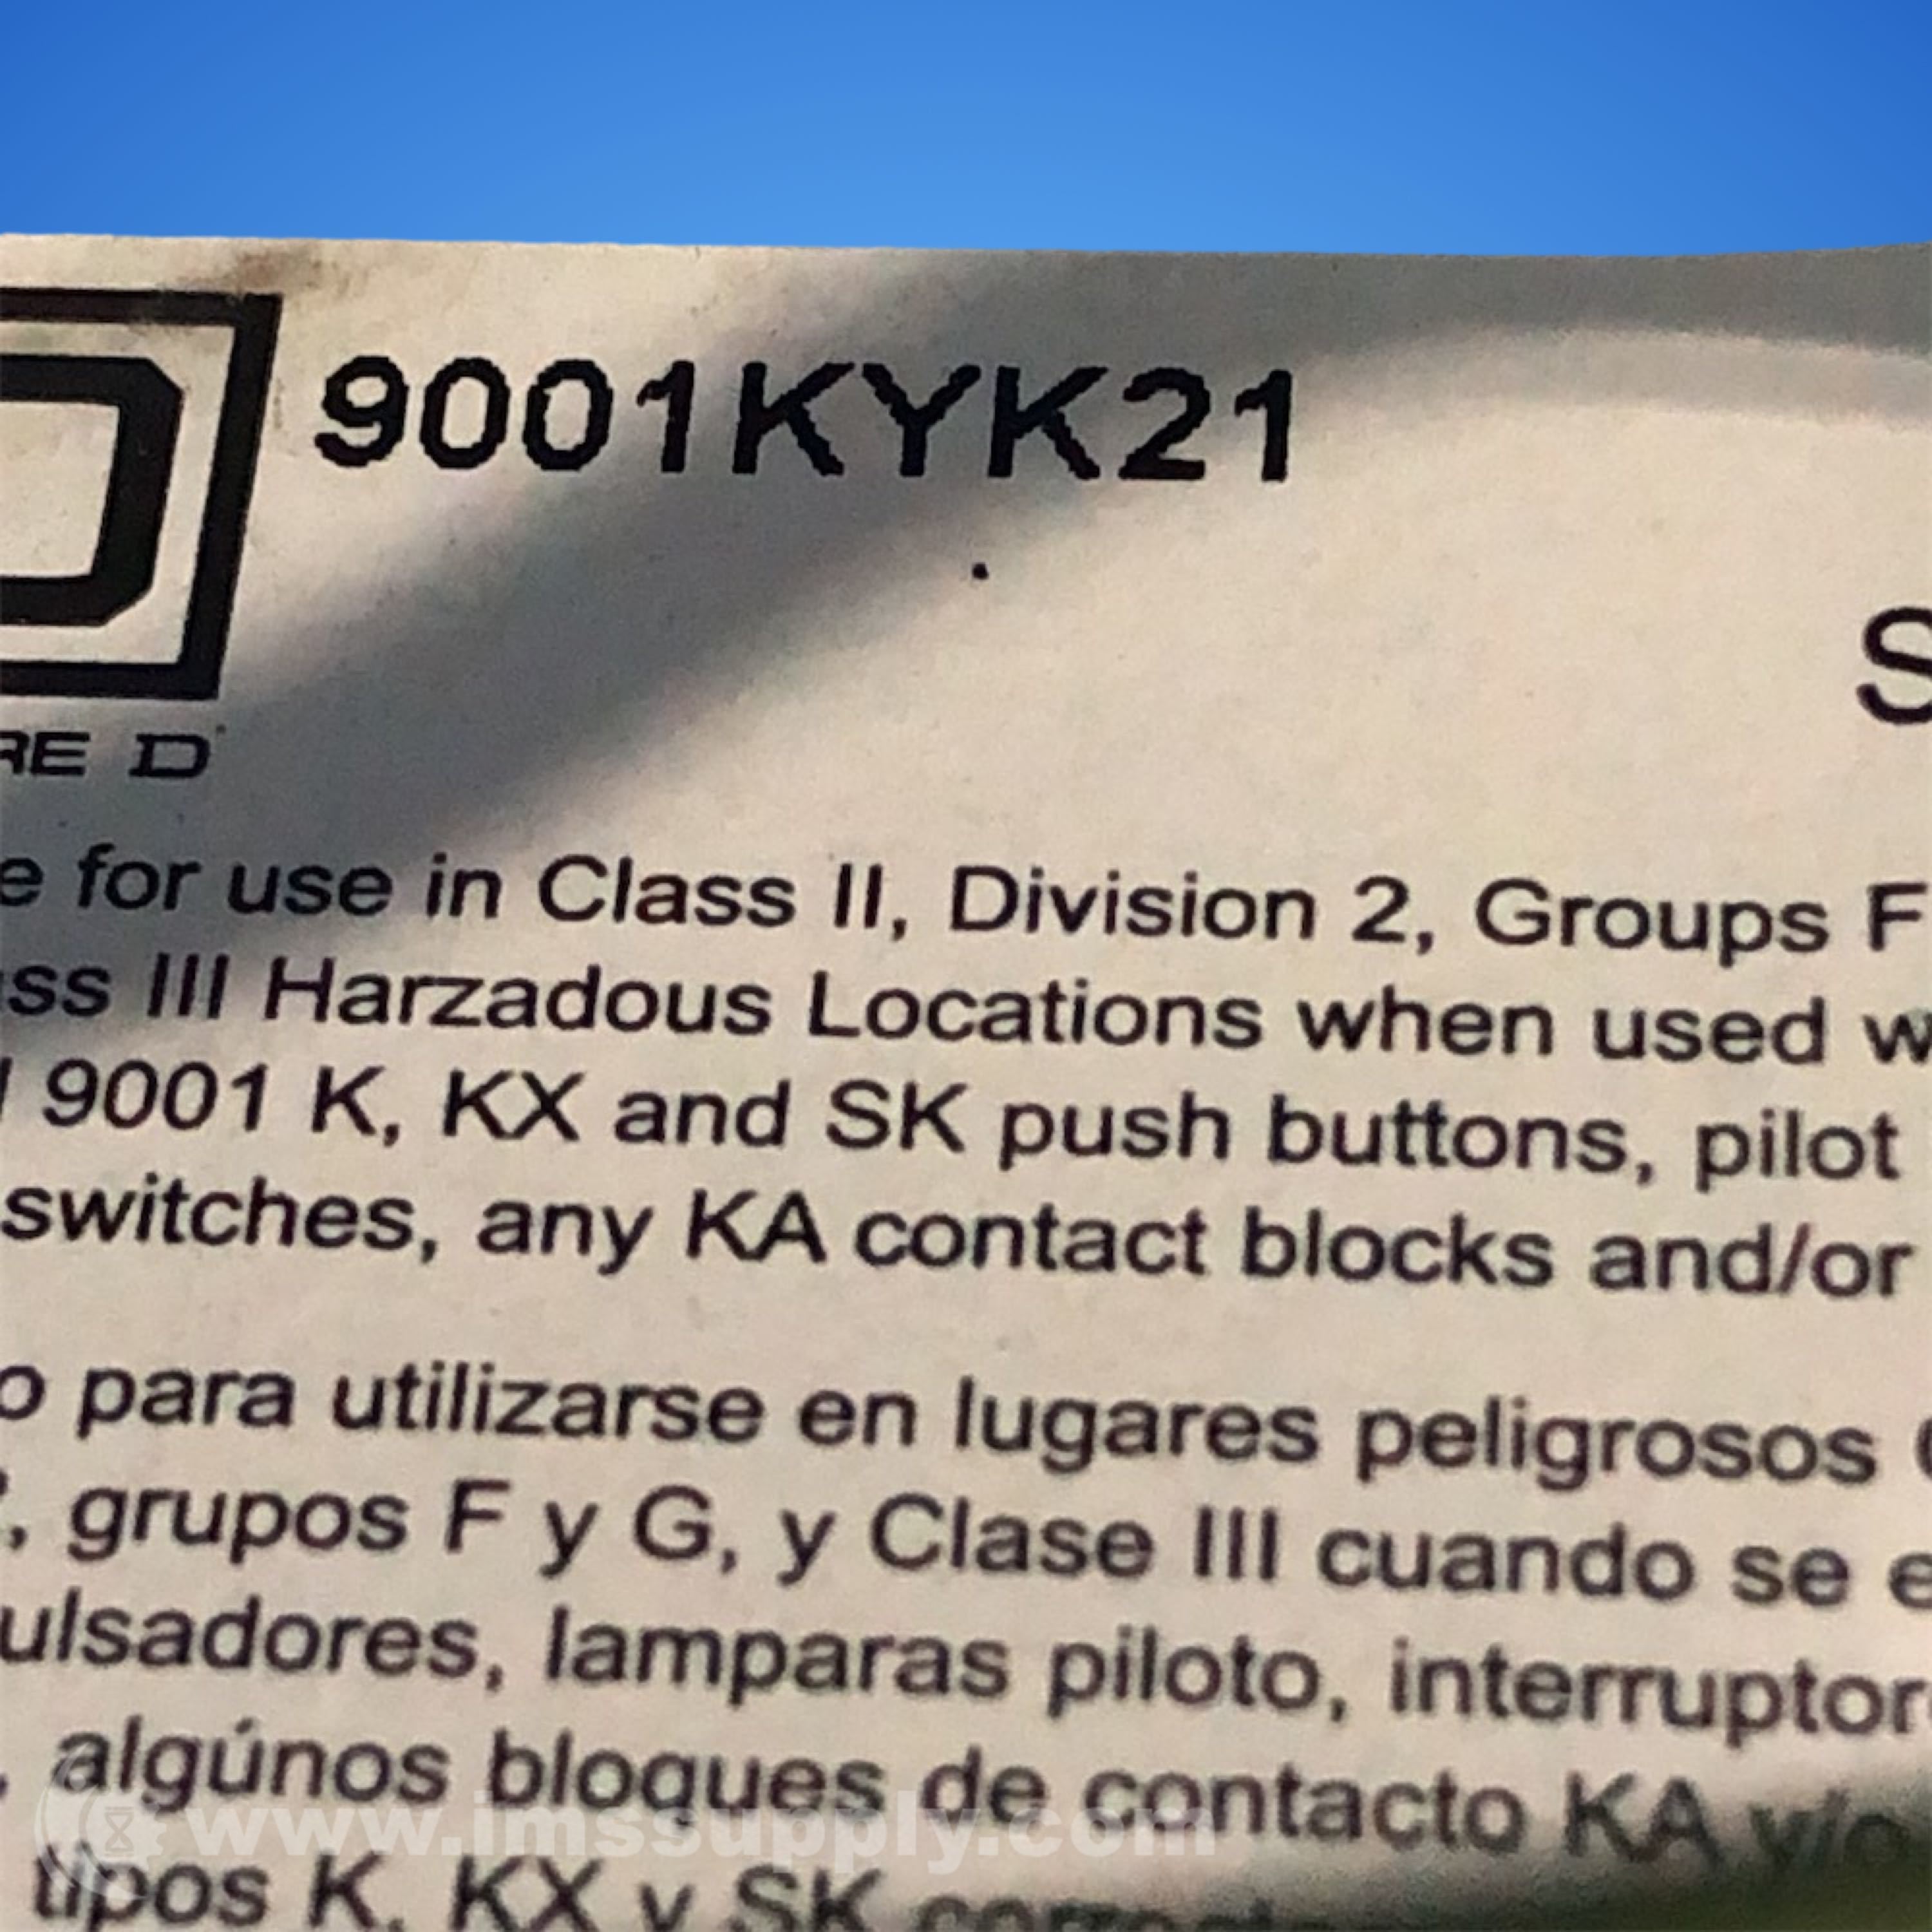 D 9001KYK21
S
RE D
e for use in Class II, Division 2, Groups F
ss III Harzadous Locations when used w
9001 K, KX and SK push buttons, pilot
switches, any KA contact blocks and/or
o para utilizarse en lugares peligrosos
, grupos F y G, y Clase III cuando se e
ulsadores, lamparas piloto, interruptor
, algúnos bloques de contacto KA y/o
www.imssupply.com
tipos K, KX y SK